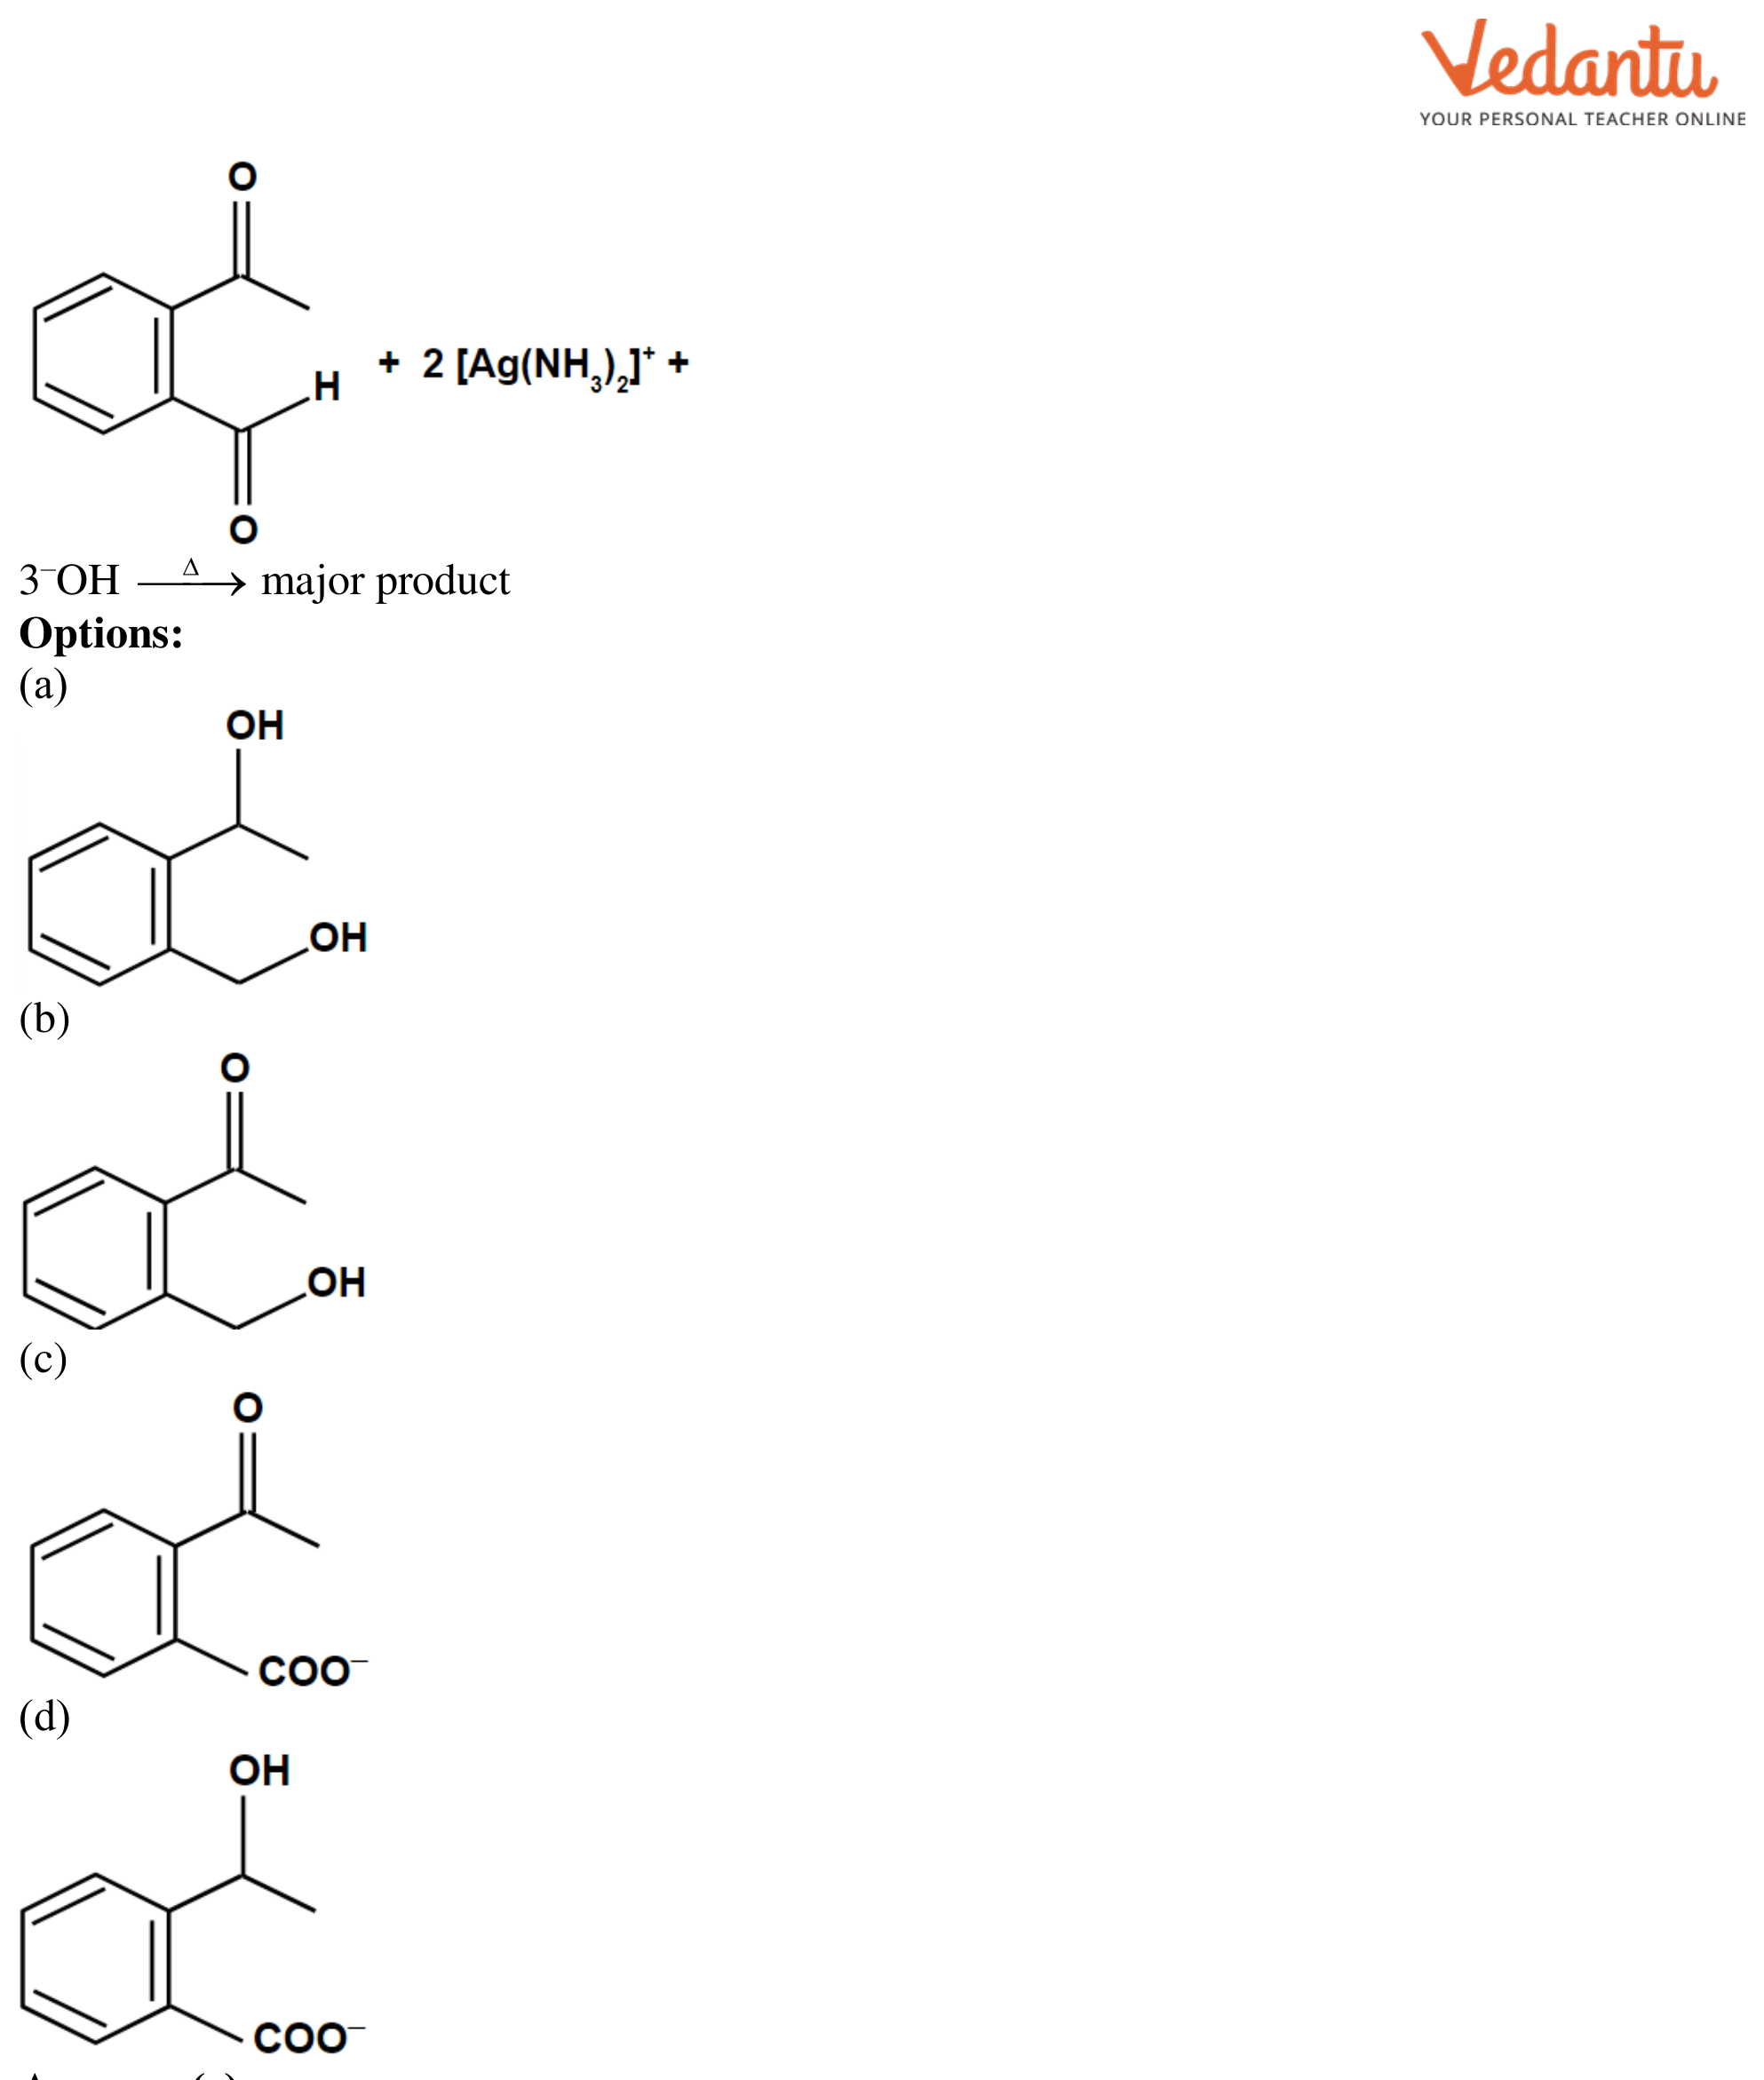 Vedantu
YOUR PERSONAL TEACHER ONLINE
O
H
+ 2 [Ag(NH₃)₂]⁺ +
O
3⁻OH —Δ→ major product
Options:
(a)
OH
OH
(b)
O
OH
(c)
O
COO⁻
(d)
OH
COO⁻